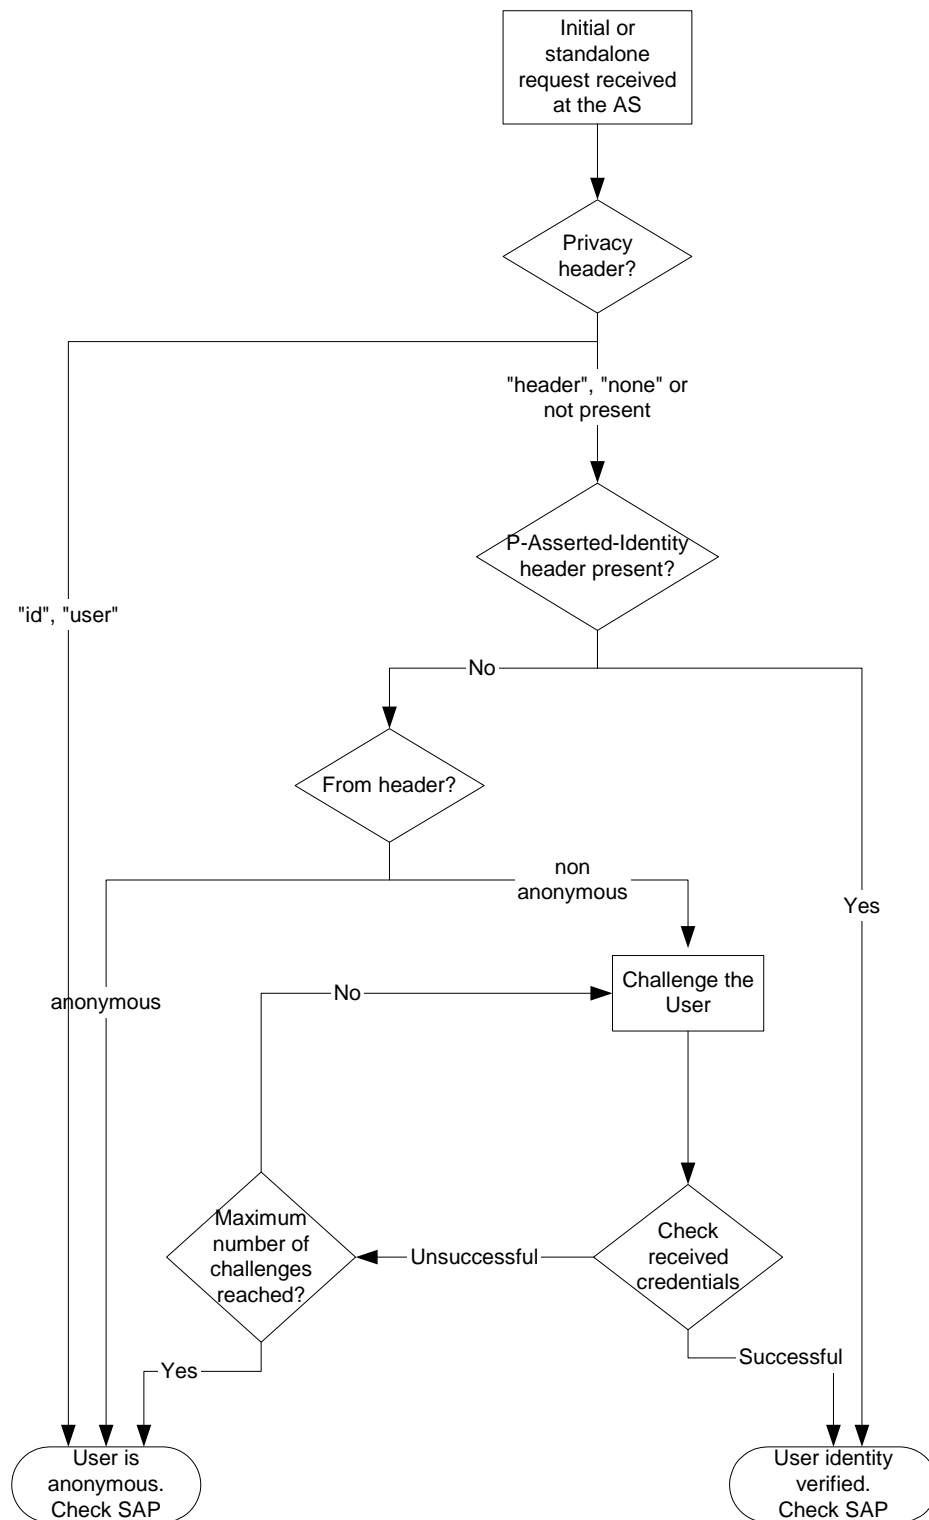 Initial or
standalone
request received
at the AS
Privacy
header?
"header", "none" or
not present
P-Asserted-Identity
header present?
"id", "user"
No
From header?
non
anonymous
Yes
anonymous
No
Challenge the
User
Maximum
number of
challenges
reached?
Unsuccessful
Check
received
credentials
Yes
Successful
User is
anonymous.
Check SAP
User identity
verified.
Check SAP